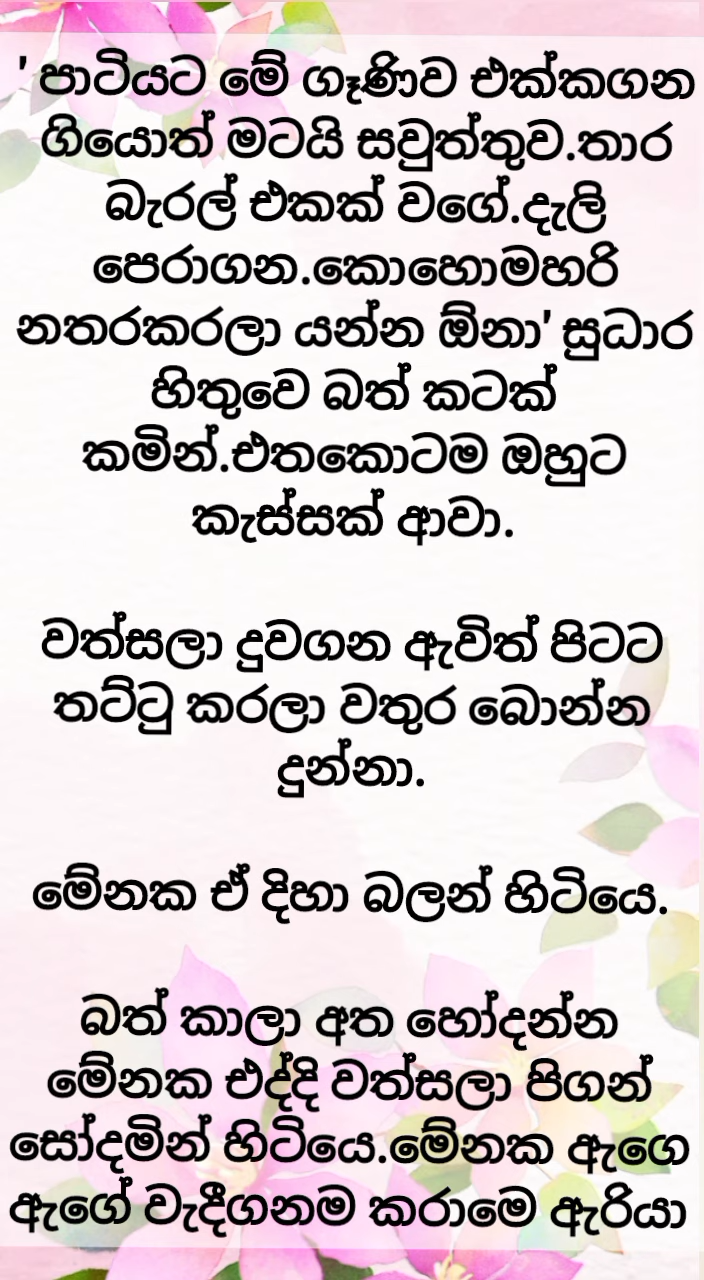 ' පාටියට මේ ගෑණිව එක්කගන
ගියොත් මටයි සවුත්තුව.තාර
බැරල් එකක් වගේ.දැලි
පෙරාගන.කොහොමහරි
නතරකරලා යන්න ඕනා' සුධාර
හිතුවෙ බත් කටක්
කමින්.එතකොටම ඔහුට
කැස්සක් ආවා.
වත්සලා දුවගන ඇවිත් පිටට
තට්ටු කරලා වතුර බොන්න
දුන්නා.
මේනක ඒ දිහා බලන් හිටියෙ.
බත් කාලා අත හෝදන්න
මේනක එද්දි වත්සලා පිගන්
සෝදමින් හිටියෙ.මේනක ඇගෙ
ඇගේ වැදීගනම කරාමෙ ඇරියා